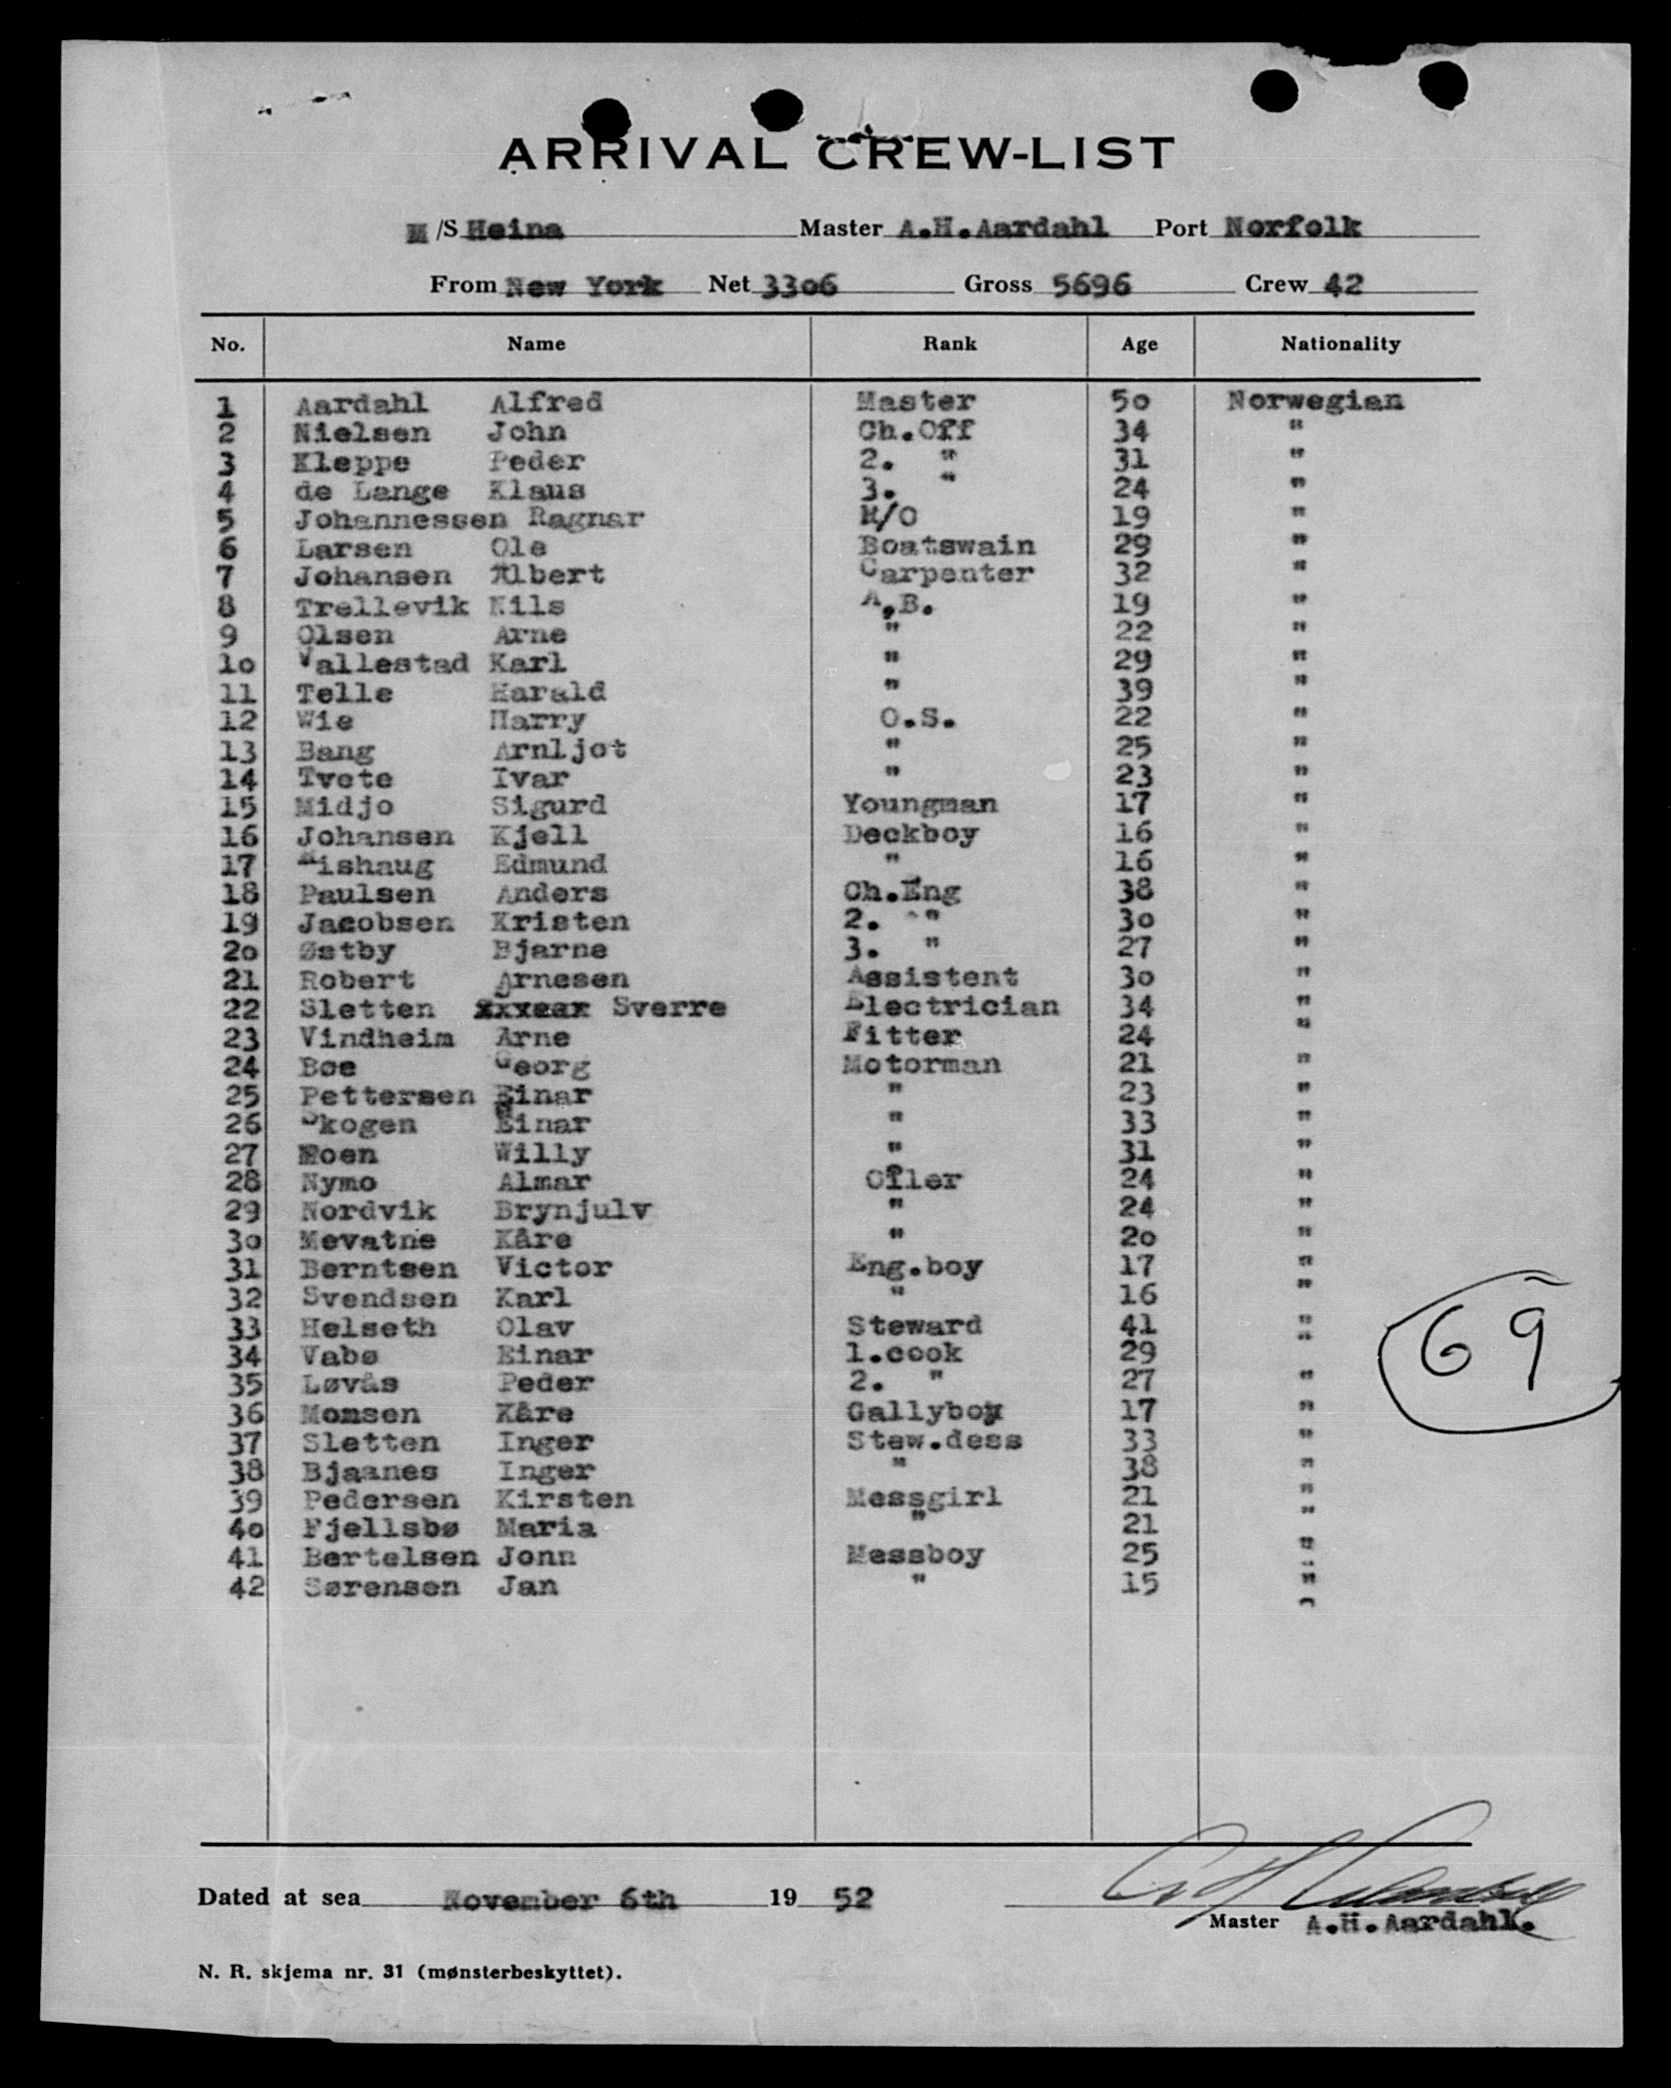 ARRIVAL CREW-LIST
M/S Heina Master A.H.Aardahl Port Norfolk
From New York Net 33o6 Gross 5696 Crew 42
No. Name Rank Age Nationality
1 Aardahl Alfred Master 5o Norwegian
2 Nielsen John Ch.Off 34 "
3 Kleppe Peder 2. " 31 "
4 de Lange Klaus 3. " 24 "
5 Johannessen Ragnar R/O 19 "
6 Larsen Ole Boatswain 29 "
7 Johansen Albert Carpenter 32 "
8 Trellevik Nils A.B. 19 "
9 Olsen Arne " 22 "
1o Vallestad Karl " 29 "
11 Telle Harald " 39 "
12 Wie Harry O.S. 22 "
13 Bang Arnljot " 25 "
14 Tvete Ivar " 23 "
15 Midjo Sigurd Youngman 17 "
16 Johansen Kjell Deckboy 16 "
17 Mishaug Edmund " 16 "
18 Paulsen Anders Ch.Eng 38 "
19 Jacobsen Kristen 2. " 3o "
2o Østby Bjarne 3. " 27 "
21 Robert Arnesen Assistent 3o "
22 Sletten Sverre Electrician 34 "
23 Vindheim Arne Fitter 24 "
24 Bøe Georg Motorman 21 "
25 Pettersen Einar " 23 "
26 Skogen Einar " 33 "
27 Moen Willy " 31 "
28 Nymo Almar Oiler 24 "
29 Nordvik Brynjulv " 24 "
3o Mevatne Kåre " 2o "
31 Berntsen Victor Eng.boy 17 "
32 Svendsen Karl " 16 "
33 Helseth Olav Steward 41 "
34 Vabø Einar 1.cook 29 "
35 Løvås Peder 2. " 27 "
36 Momsen Kåre Gallyboy 17 "
37 Sletten Inger Stew.dess 33 "
38 Bjaanes Inger " 38 "
39 Pedersen Kirsten Messgirl 21 "
4o Fjellsbø Maria " 21 "
41 Bertelsen Jonn Messboy 25 "
42 Sørensen Jan " 15 "
69
Dated at sea November 6th 19 52
Master A.H.Aardahl.
N. R. skjema nr. 31 (mønsterbeskyttet).